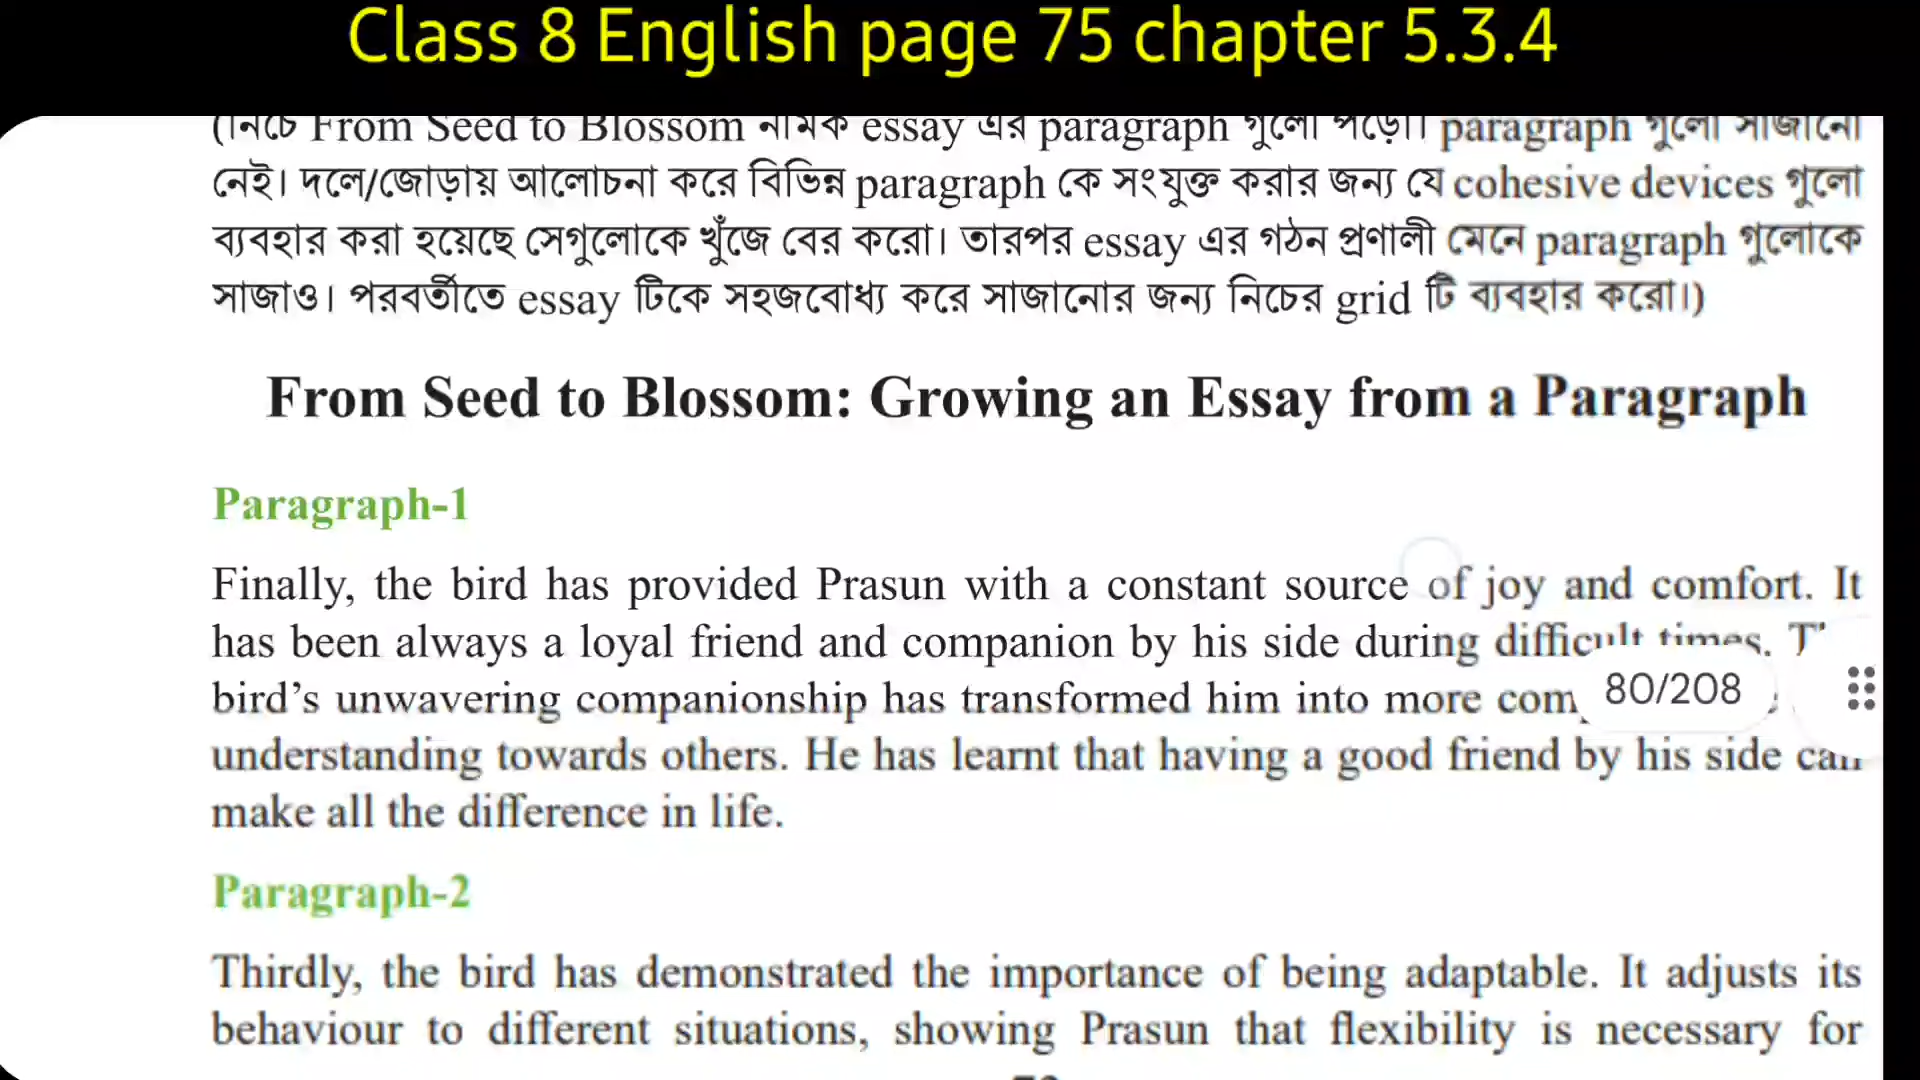 Class 8 English page 75 chapter 5.3.4
(নিচে From Seed to Blossom নামক essay এর paragraph গুলো পড়ো। paragraph গুলো সাজানো
নেই। দলে/জোড়ায় আলোচনা করে বিভিন্ন paragraph কে সংযুক্ত করার জন্য যে cohesive devices গুলো
ব্যবহার করা হয়েছে সেগুলোকে খুঁজে বের করো। তারপর essay এর গঠন প্রণালী মেনে paragraph গুলোকে
সাজাও। পরবর্তীতে essay টিকে সহজবোধ্য করে সাজানোর জন্য নিচের grid টি ব্যবহার করো।)
From Seed to Blossom: Growing an Essay from a Paragraph
Paragraph-1
Finally, the bird has provided Prasun with a constant source of joy and comfort. It
has been always a loyal friend and companion by his side during difficult times.
bird’s unwavering companionship has transformed him into more
80/208
understanding towards others. He has learnt that having a good friend by his side can
make all the difference in life.
Paragraph-2
Thirdly, the bird has demonstrated the importance of being adaptable. It adjusts its
behaviour to different situations, showing Prasun that flexibility is necessary for